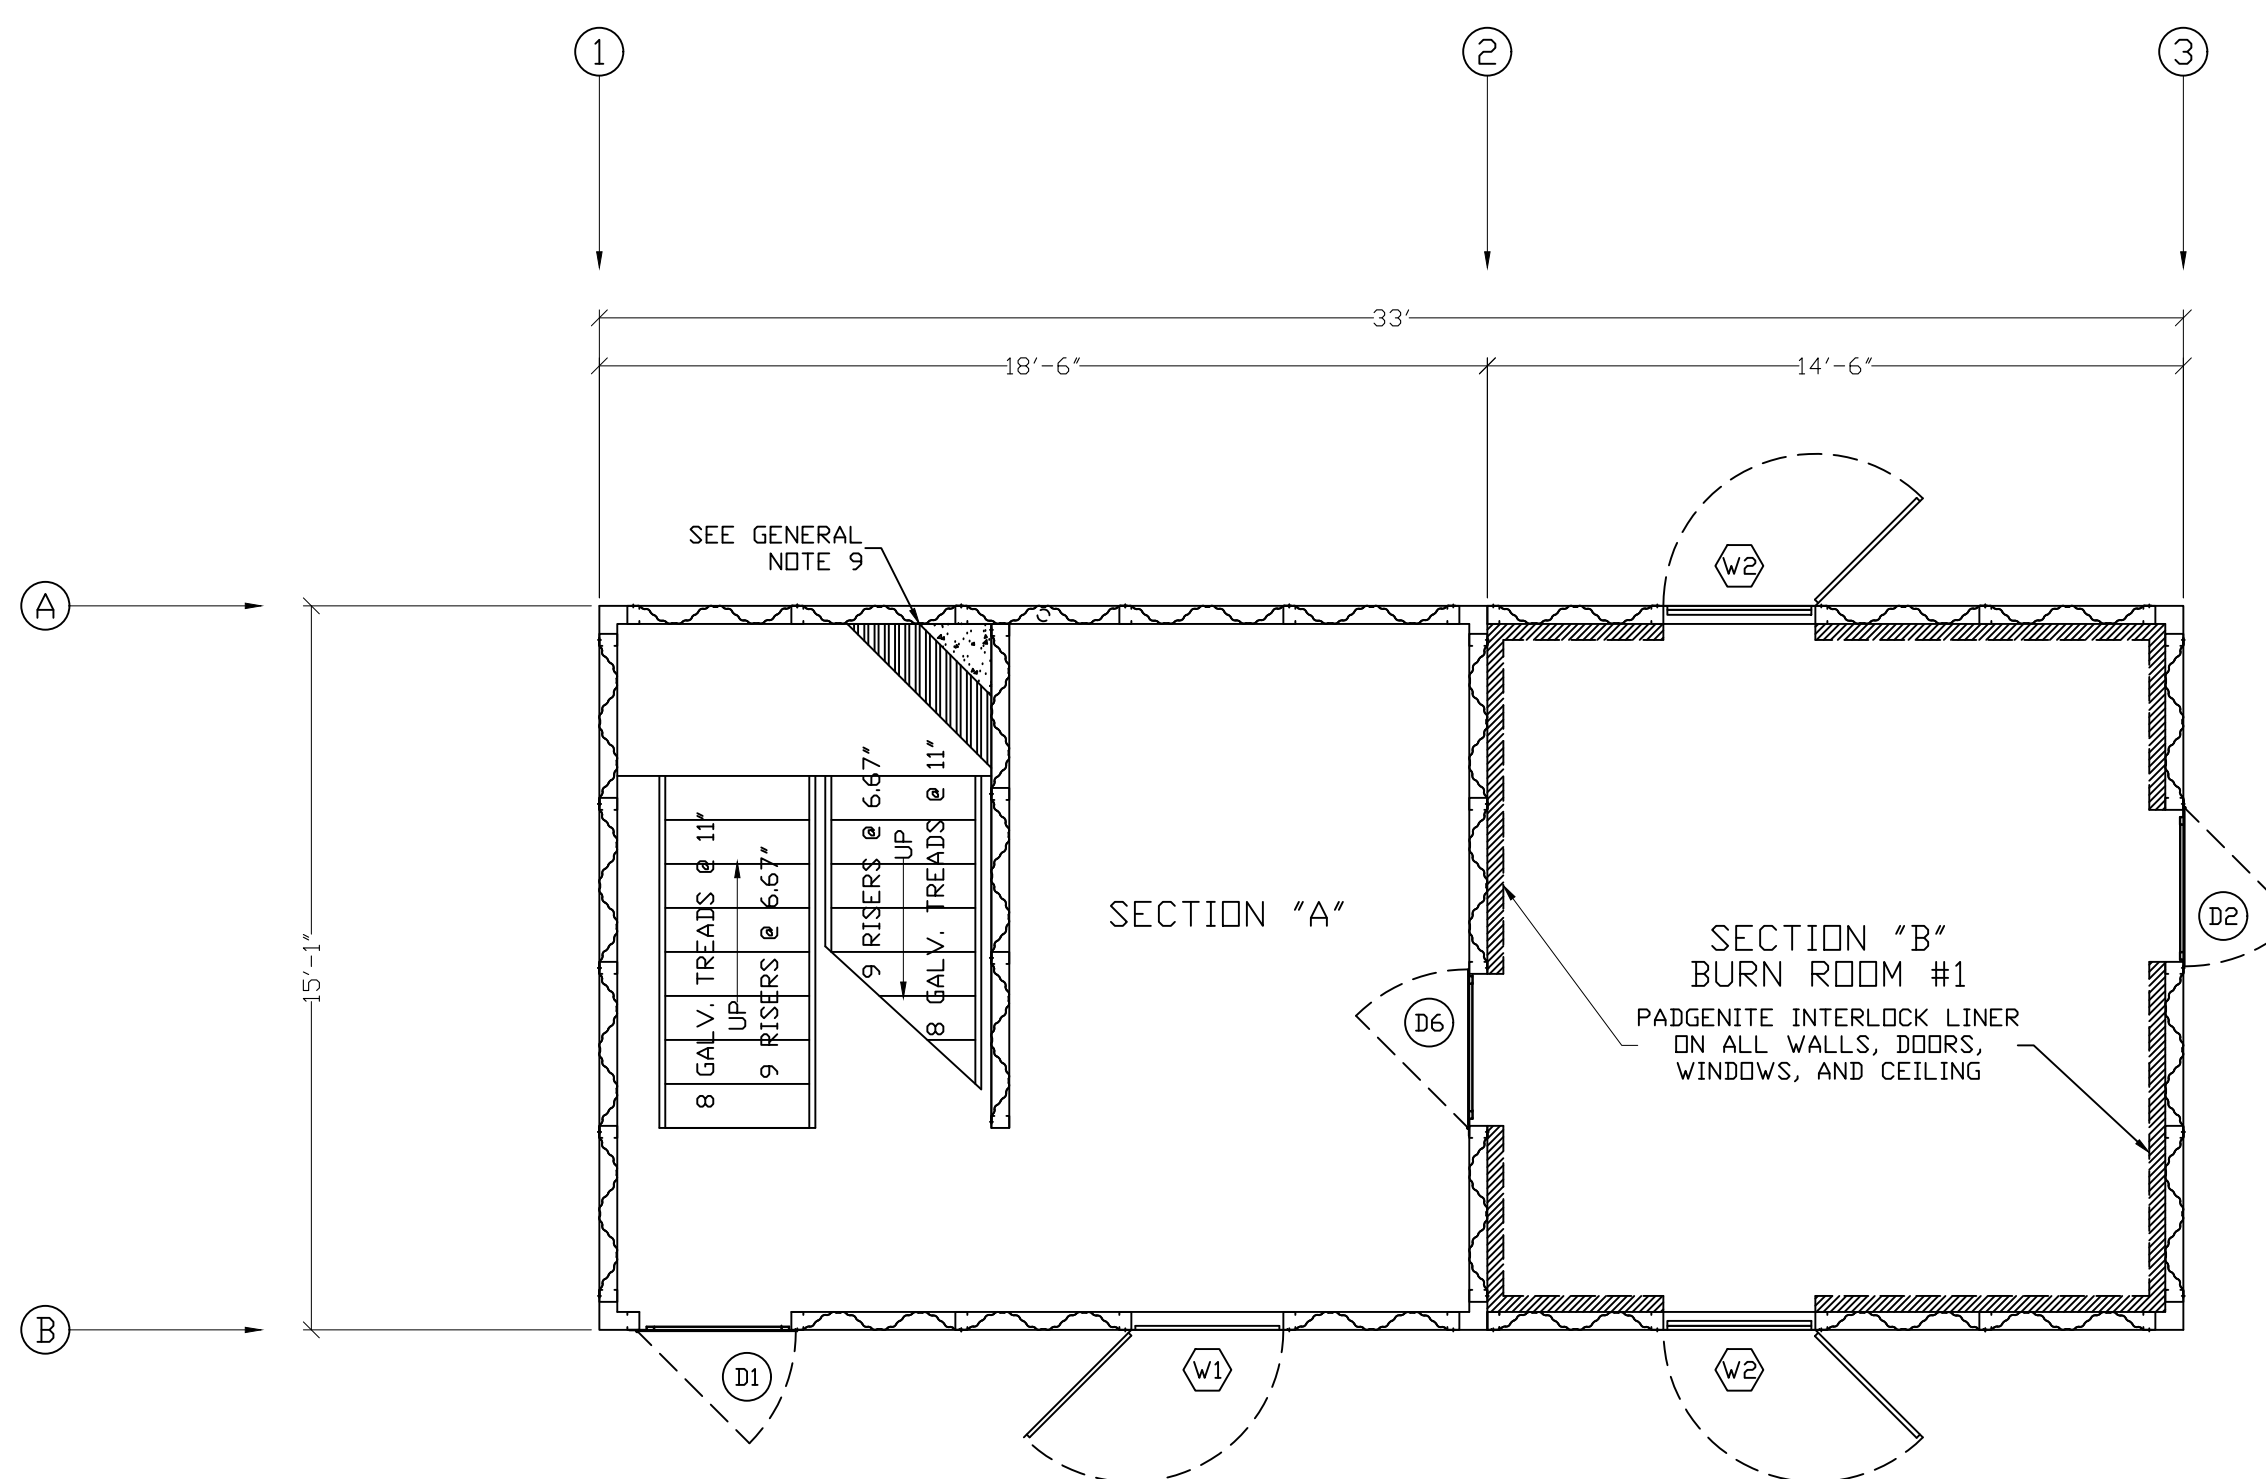 1
2
3
33'
18'-6"
14'-6"
SEE GENERAL
NOTE 9
W2
A
15'-1"
8 GALV. TREADS @ 11"
UP
9 RISERS @ 6.67"
9 RISERS @ 6.67"
UP
8 GALV. TREADS @ 11"
SECTION "A"
D6
SECTION "B"
BURN ROOM #1
PADGENITE INTERLOCK LINER
ON ALL WALLS, DOORS,
WINDOWS, AND CEILING
D2
B
D1
W1
W2